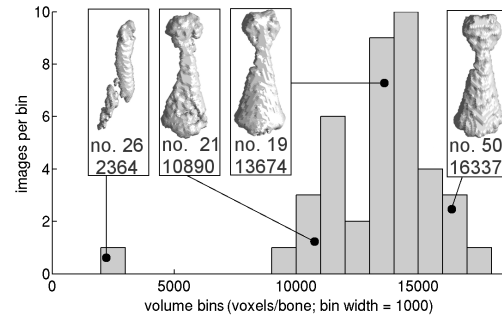 10
8
6
4
2
0
images per bin
no. 26
2364
no. 21
10890
no. 19
13674
no. 50
16337
0
5000
10000
15000
volume bins (voxels/bone; bin width = 1000)